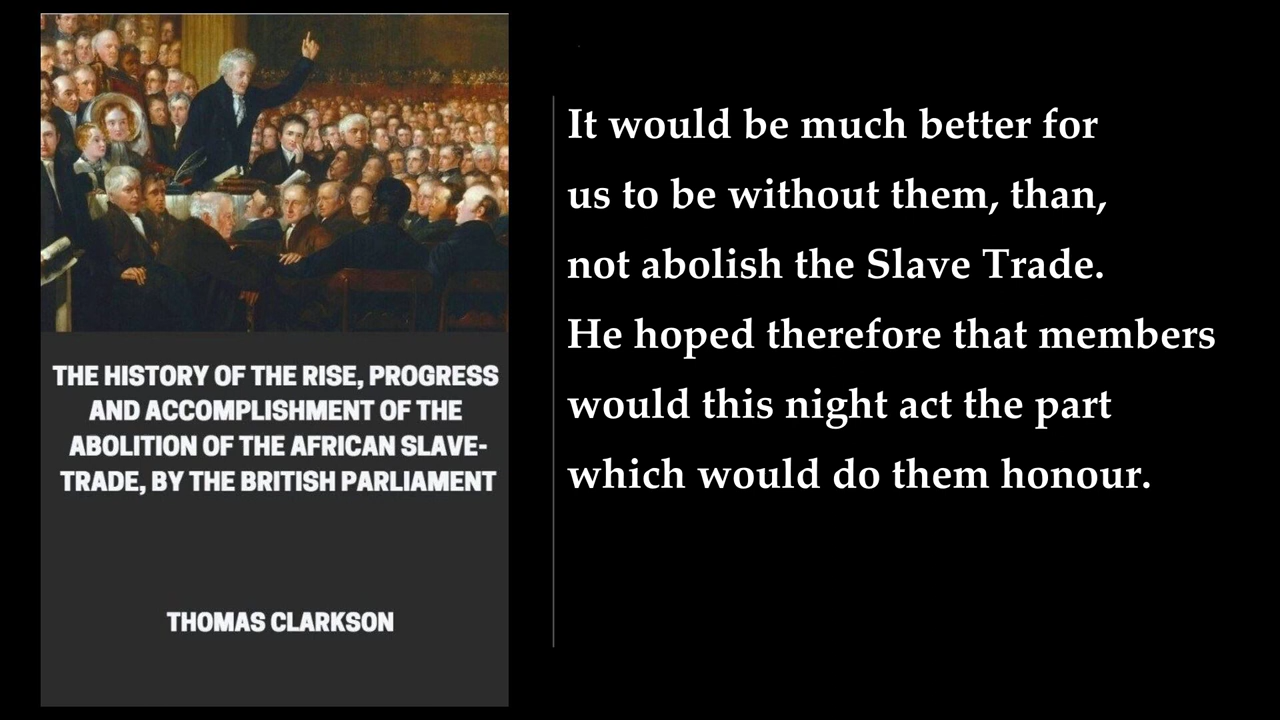 THE HISTORY OF THE RISE, PROGRESS
AND ACCOMPLISHMENT OF THE
ABOLITION OF THE AFRICAN SLAVE-
TRADE, BY THE BRITISH PARLIAMENT
THOMAS CLARKSON
It would be much better for
us to be without them, than,
not abolish the Slave Trade.
He hoped therefore that members
would this night act the part
which would do them honour.